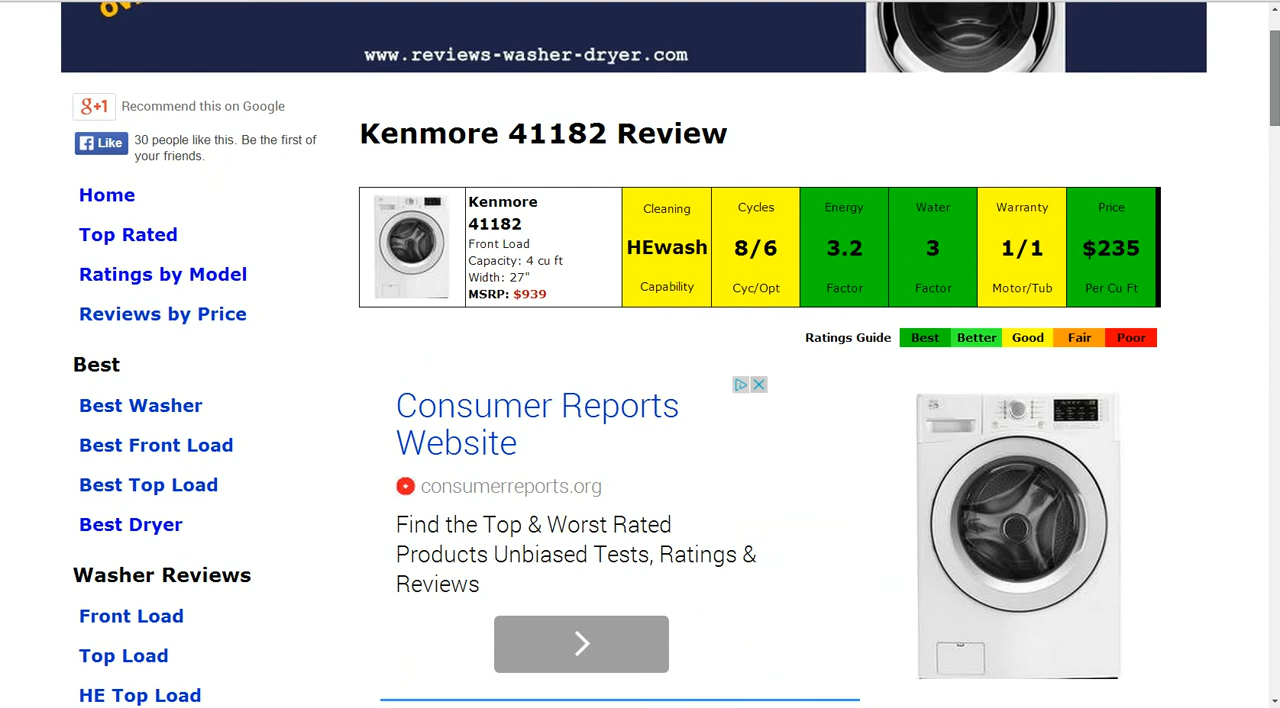 www.reviews-washer-dryer.com
g+1 Recommend this on Google
Like 30 people like this. Be the first of
your friends.
Home
Top Rated
Ratings by Model
Reviews by Price
Best
Best Washer
Best Front Load
Best Top Load
Best Dryer
Washer Reviews
Front Load
Top Load
HE Top Load
Kenmore 41182 Review
Kenmore
41182
Front Load
Capacity: 4 cu ft
Width: 27"
MSRP: $939
Cleaning
HEwash
Capability
Cycles
8/6
Cyc/Opt
Energy
3.2
Factor
Water
3
Factor
Warranty
1/1
Motor/Tub
Price
$235
Per Cu Ft
Ratings Guide Best Better Good Fair Poor
Consumer Reports
Website
consumerreports.org
Find the Top & Worst Rated
Products Unbiased Tests, Ratings &
Reviews